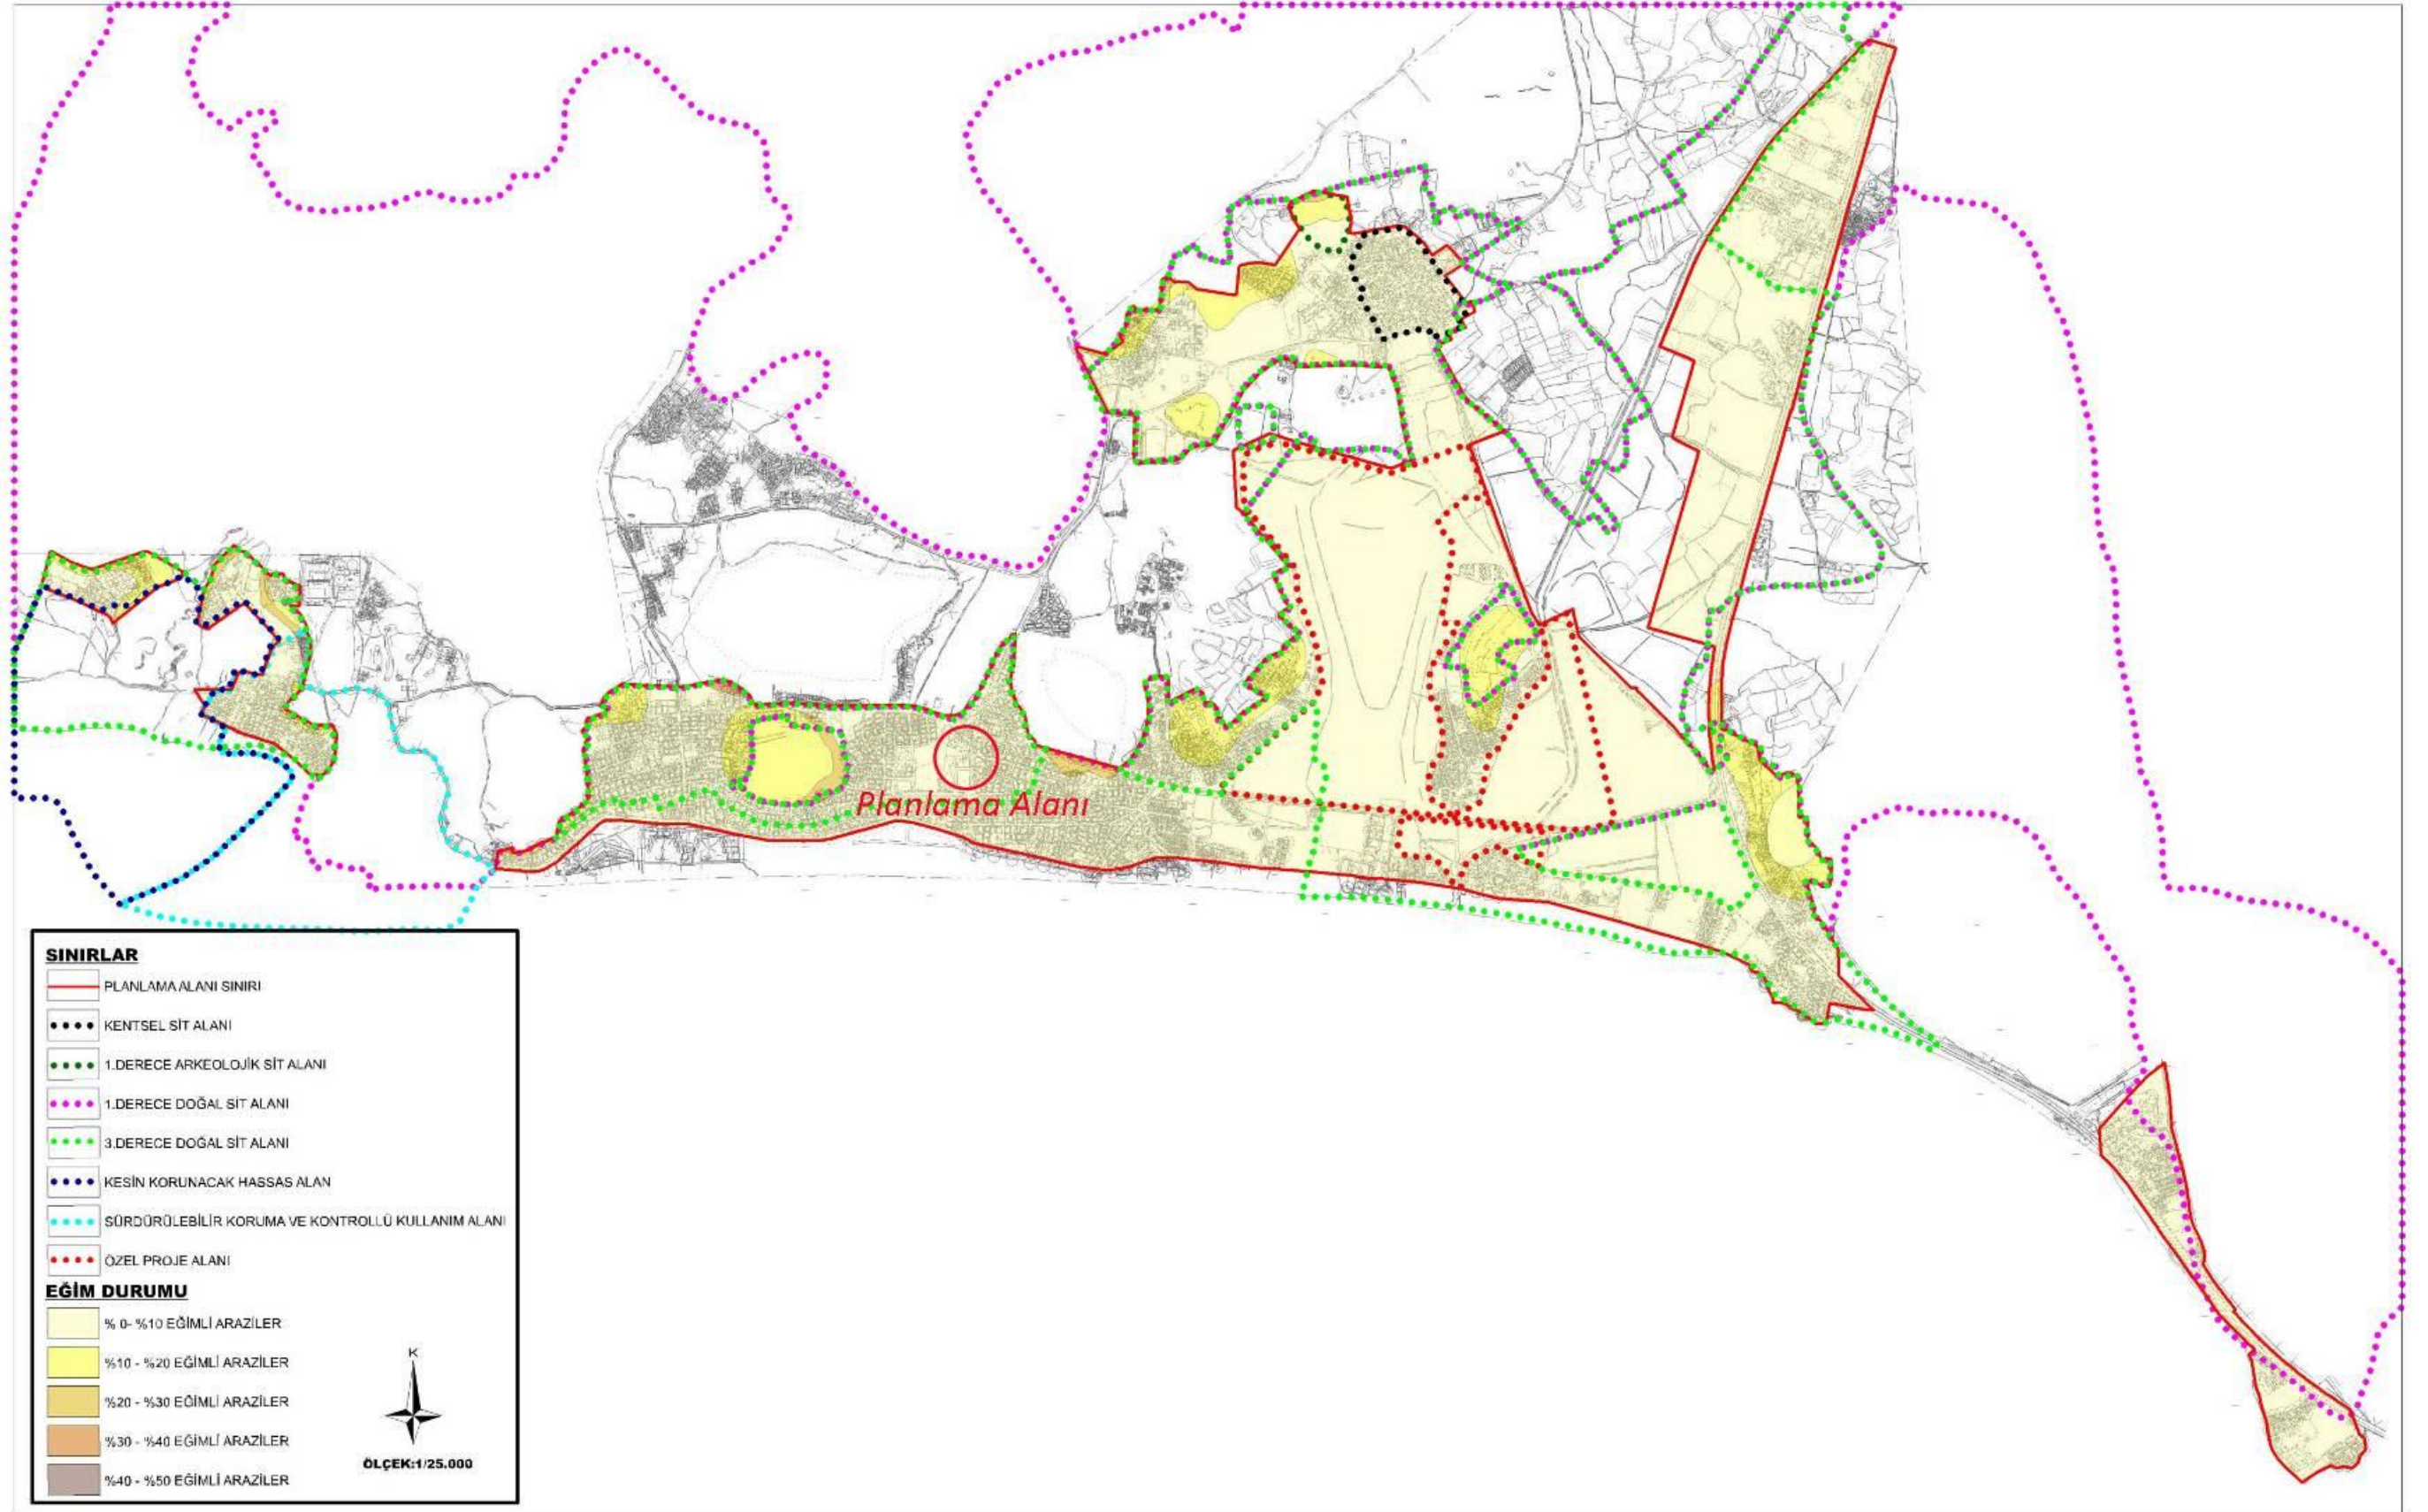 Planlama Alanı
SINIRLAR
PLANLAMA ALANI SINIRI
KENTSEL SİT ALANI
1.DERECE ARKEOLOJİK SİT ALANI
1.DERECE DOĞAL SİT ALANI
3.DERECE DOĞAL SİT ALANI
KESİN KORUNACAK HASSAS ALAN
SÜRDÜRÜLEBİLİR KORUMA VE KONTROLLÜ KULLANIM ALANI
ÖZEL PROJE ALANI
EĞİM DURUMU
% 0- %10 EĞİMLİ ARAZİLER
%10 - %20 EĞİMLİ ARAZİLER
%20 - %30 EĞİMLİ ARAZİLER
%30 - %40 EĞİMLİ ARAZİLER
%40 - %50 EĞİMLİ ARAZİLER
K
ÖLÇEK:1/25.000